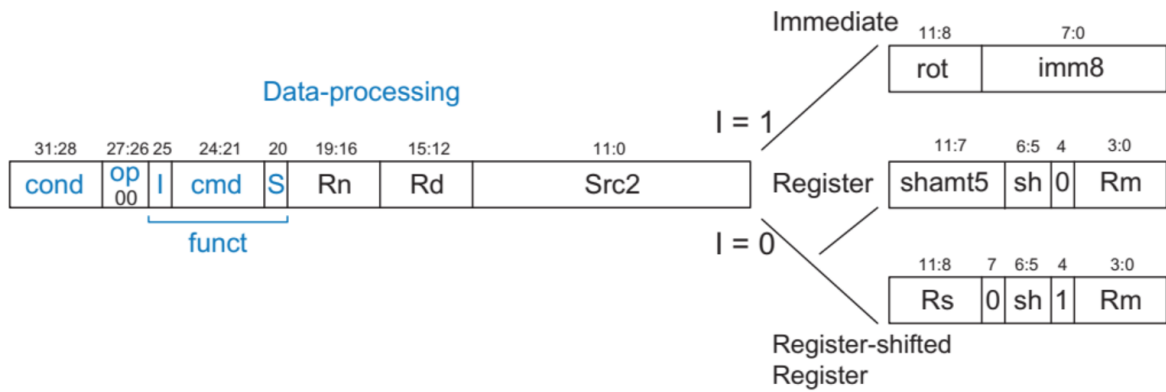 Immediate
11:8 7:0
rot imm8
Data-processing
I = 1
31:28 27:26 25 24:21 20 19:16 15:12 11:0
cond op 00 I cmd S Rn Rd Src2
funct
Register
11:7 6:5 4 3:0
shamt5 sh 0 Rm
I = 0
11:8 7 6:5 4 3:0
Rs 0 sh 1 Rm
Register-shifted
Register